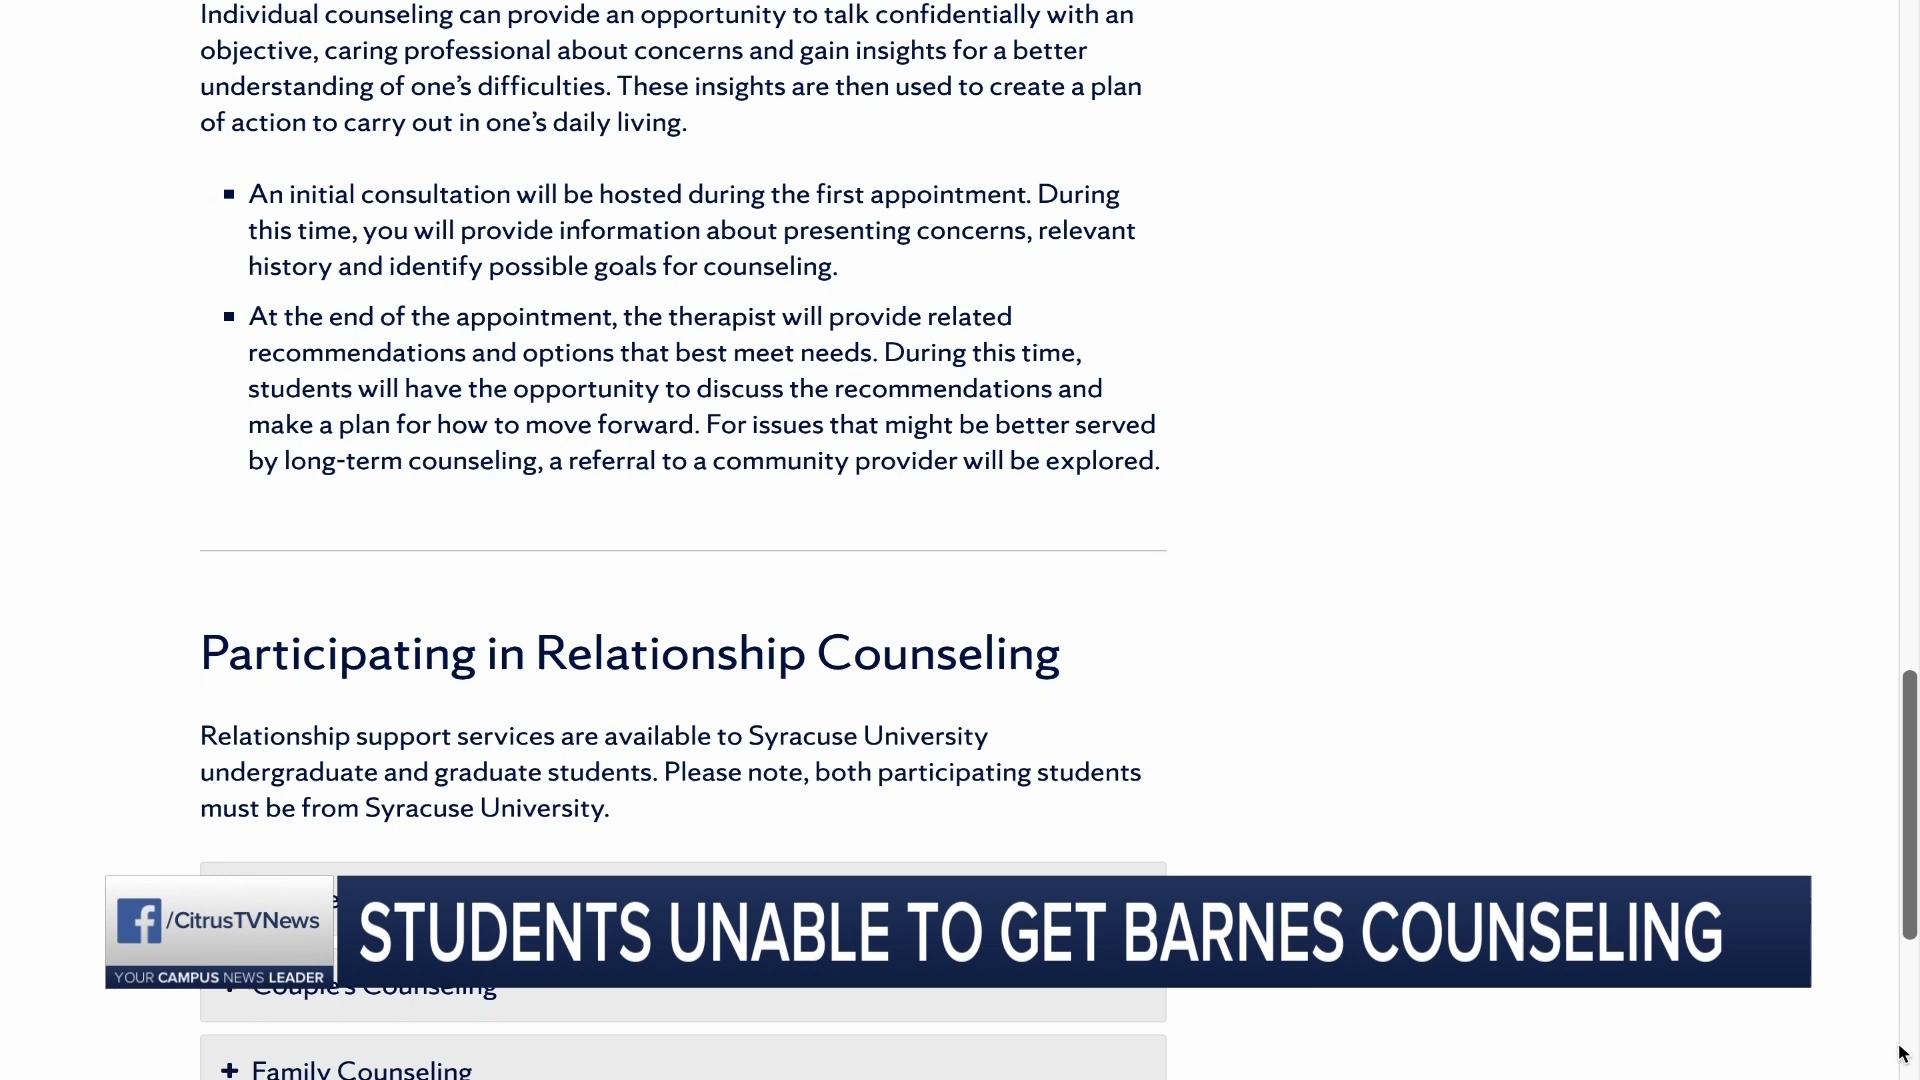 Individual counseling can provide an opportunity to talk confidentially with an
objective, caring professional about concerns and gain insights for a better
understanding of one’s difficulties. These insights are then used to create a plan
of action to carry out in one’s daily living.
An initial consultation will be hosted during the first appointment. During
this time, you will provide information about presenting concerns, relevant
history and identify possible goals for counseling.
At the end of the appointment, the therapist will provide related
recommendations and options that best meet needs. During this time,
students will have the opportunity to discuss the recommendations and
make a plan for how to move forward. For issues that might be better served
by long-term counseling, a referral to a community provider will be explored.
Participating in Relationship Counseling
Relationship support services are available to Syracuse University
undergraduate and graduate students. Please note, both participating students
must be from Syracuse University.
/CitrusTVNews
STUDENTS UNABLE TO GET BARNES COUNSELING
YOUR CAMPUS NEWS LEADER
Couple's Counseling
+ Family Counseling